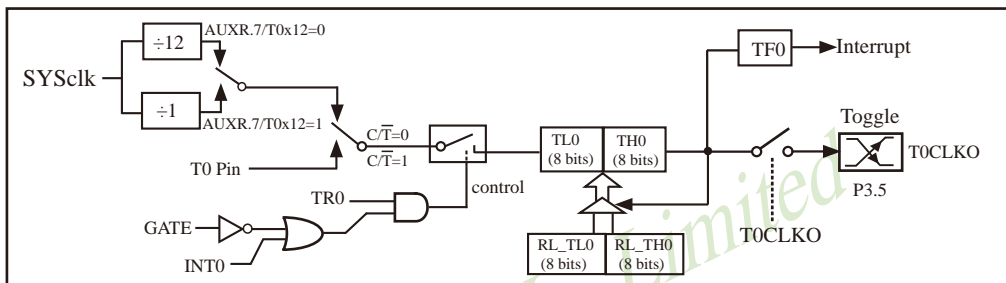 AUXR.7/T0x12=0
÷12
SYSclk
÷1
AUXR.7/T0x12=1
T0 Pin
C/T̅=0
C/T̅=1
TR0
control
GATE
INT0
TL0
(8 bits)
TH0
(8 bits)
RL_TL0
(8 bits)
RL_TH0
(8 bits)
TF0
Interrupt
Toggle
T0CLKO
P3.5
T0CLKO
Limited